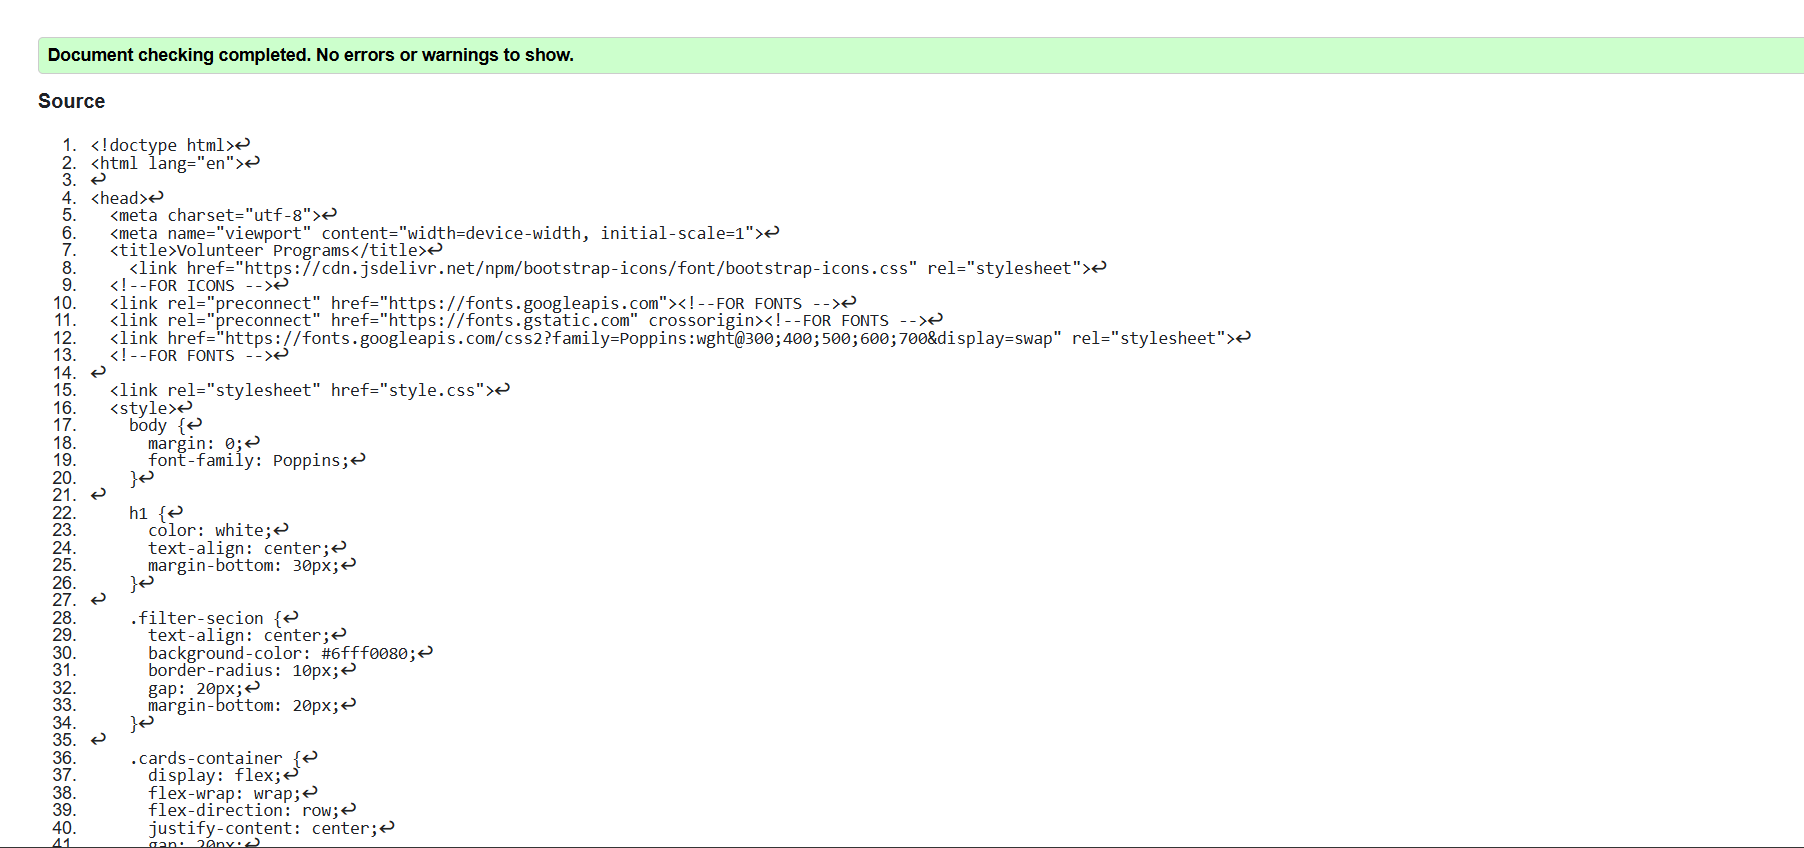 Document checking completed. No errors or warnings to show.
Source
1. <!doctype html>↩
2. <html lang="en">↩
3. ↩
4. <head>↩
5. <meta charset="utf-8">↩
6. <meta name="viewport" content="width=device-width, initial-scale=1">↩
7. <title>Volunteer Programs</title>↩
8. <link href="https://cdn.jsdelivr.net/npm/bootstrap-icons/font/bootstrap-icons.css" rel="stylesheet">↩
9. <!--FOR ICONS -->↩
10. <link rel="preconnect" href="https://fonts.googleapis.com"><!--FOR FONTS -->↩
11. <link rel="preconnect" href="https://fonts.gstatic.com" crossorigin><!--FOR FONTS -->↩
12. <link href="https://fonts.googleapis.com/css2?family=Poppins:wght@300;400;500;600;700&display=swap" rel="stylesheet">↩
13. <!--FOR FONTS -->↩
14. ↩
15. <link rel="stylesheet" href="style.css">↩
16. <style>↩
17. body {↩
18. margin: 0;↩
19. font-family: Poppins;↩
20. }↩
21. ↩
22. h1 {↩
23. color: white;↩
24. text-align: center;↩
25. margin-bottom: 30px;↩
26. }↩
27. ↩
28. .filter-secion {↩
29. text-align: center;↩
30. background-color: #6fff0080;↩
31. border-radius: 10px;↩
32. gap: 20px;↩
33. margin-bottom: 20px;↩
34. }↩
35. ↩
36. .cards-container {↩
37. display: flex;↩
38. flex-wrap: wrap;↩
39. flex-direction: row;↩
40. justify-content: center;↩
41. gap: 20px;↩